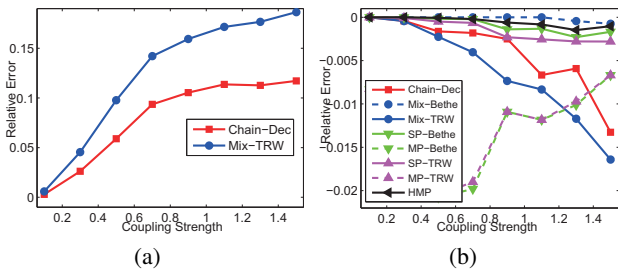 Relative Error
0.15
0.1
0.05
0
0.2 0.4 0.6 0.8 1 1.2 1.4
Coupling Strength
Chain−Dec
Mix−TRW
(a)
Relative Error
0
−0.005
−0.01
−0.015
−0.02
0.2 0.4 0.6 0.8 1 1.2 1.4
Coupling Strength
Chain−Dec
Mix−Bethe
Mix−TRW
SP−Bethe
MP−Bethe
SP−TRW
MP−TRW
HMP
(b)